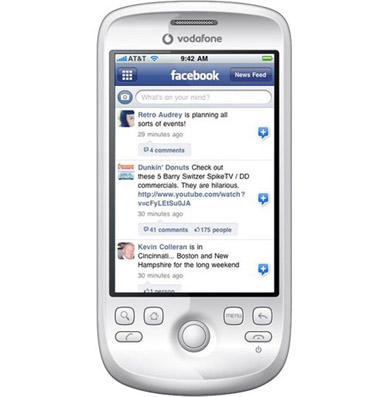 vodafone
AT&T 9:42 AM
facebook News Feed
What's on your mind?
Retro Audrey is planning all
sorts of events!
29 minutes ago
4 comments
Dunkin' Donuts Check out
these 5 Barry Switzer SpikeTV / DD
commercials. They are hilarious.
http://www.youtube.com/watch?
v=cFyLEtSu0JA
30 minutes ago
41 comments 175 people
Kevin Colleran is in
Cincinnati... Boston and New
Hampshire for the long weekend
30 minutes ago
1 person
menu